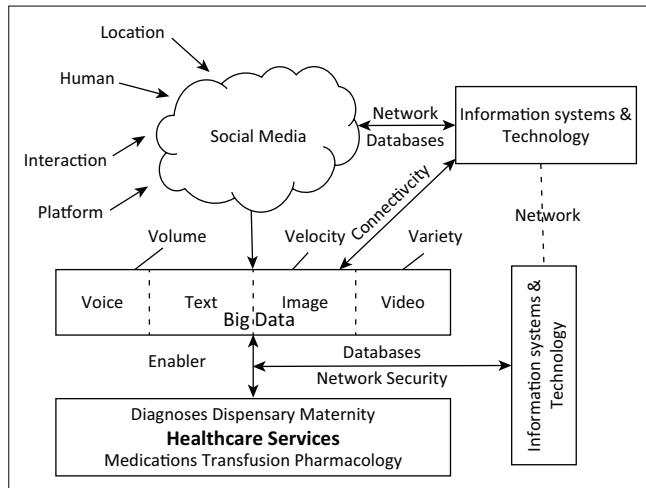 Location
Human
Interaction
Platform
Social Media
Network
Databases
Information systems &
Technology
Connectivcity
Network
Volume
Velocity
Variety
Voice
Text
Image
Video
Big Data
Enabler
Databases
Network Security
Information systems &
Technology
Diagnoses Dispensary Maternity
Healthcare Services
Medications Transfusion Pharmacology